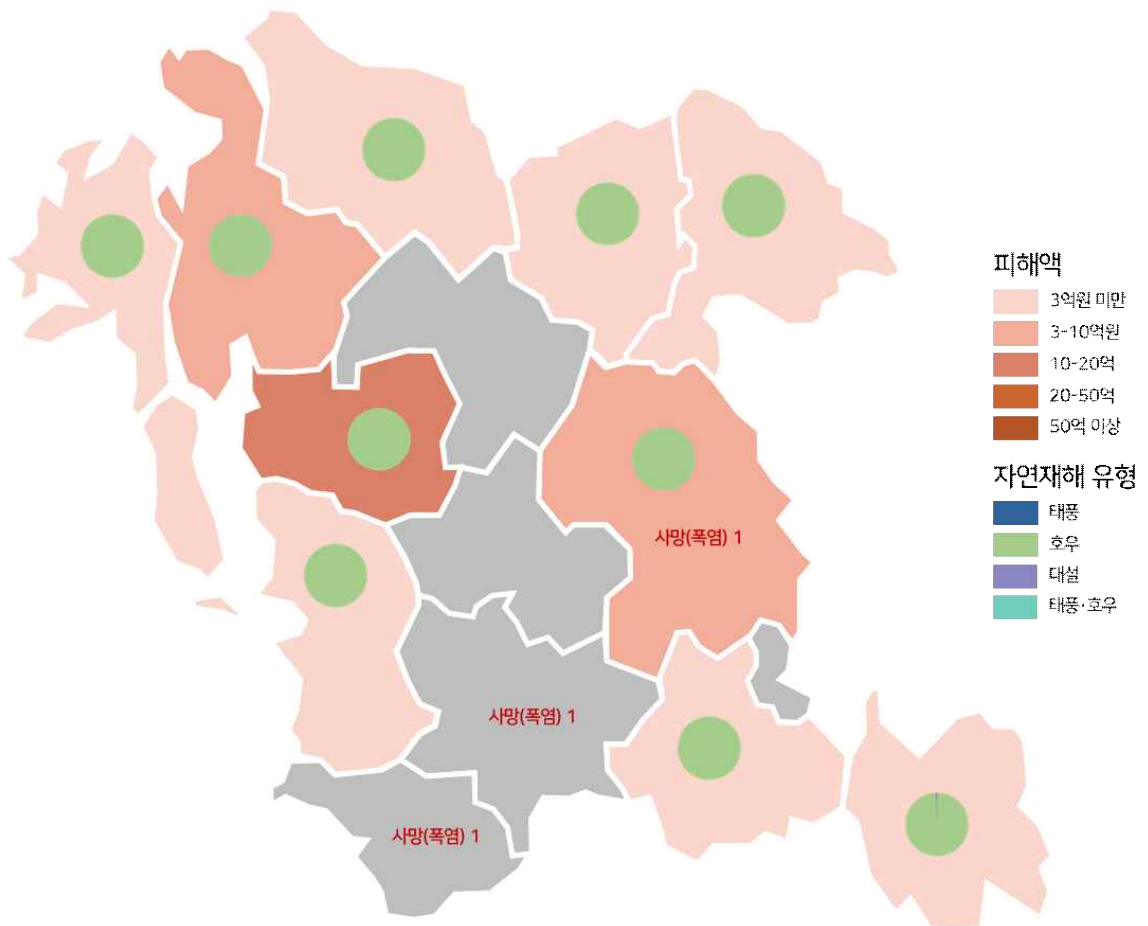 피해액
3억원 미만
3-10억원
10-20억
20-50억
50억 이상
자연재해 유형
태풍
호우
대설
태풍·호우
사망(폭염) 1
사망(폭염) 1
사망(폭염) 1